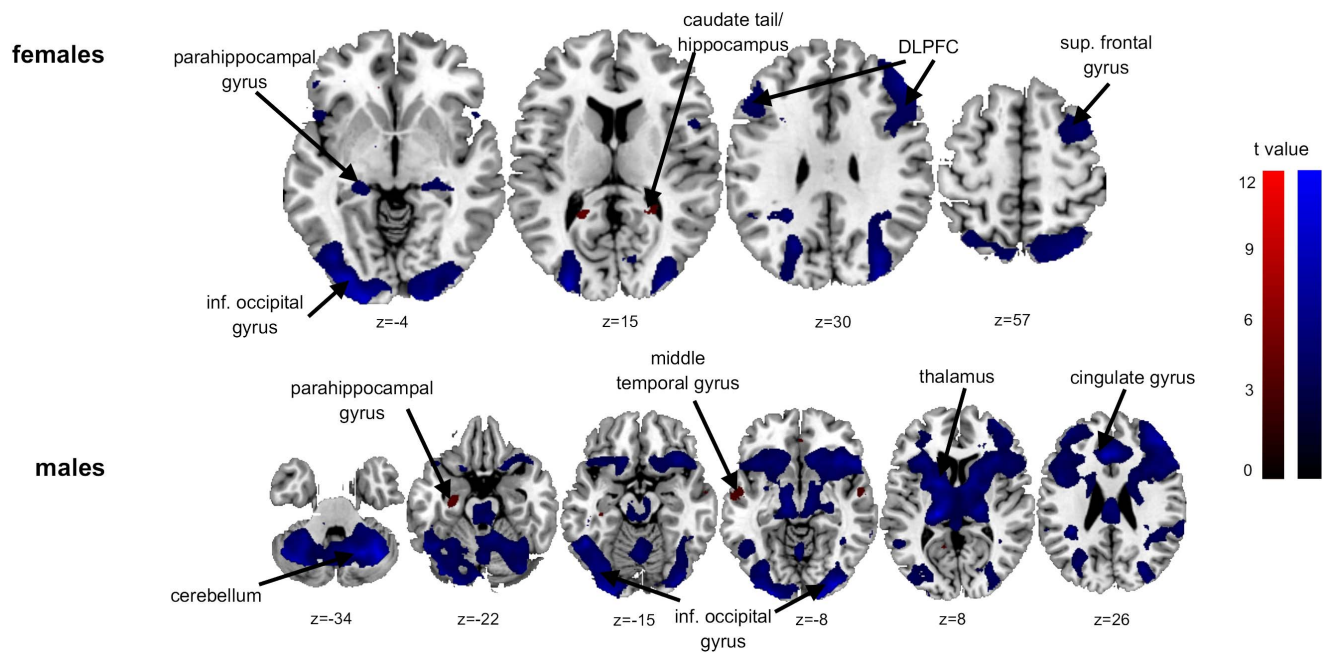 females
parahippocampal
gyrus
caudate tail/
hippocampus
DLPFC
sup. frontal
gyrus
inf. occipital
gyrus
z=-4
z=15
z=30
z=57
t value
12
9
6
3
0
males
parahippocampal
gyrus
middle
temporal gyrus
thalamus
cingulate gyrus
cerebellum
inf. occipital
gyrus
z=-34
z=-22
z=-15
z=-8
z=8
z=26